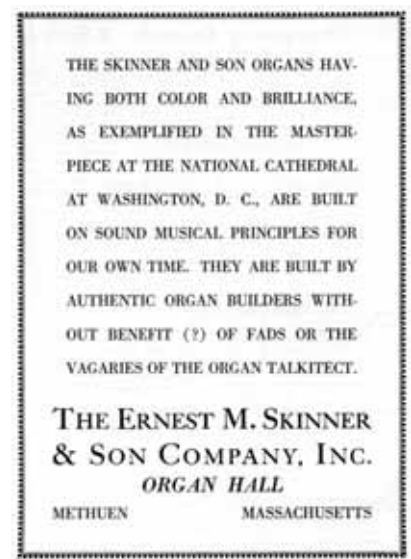 THE SKINNER AND SON ORGANS HAV-
ING BOTH COLOR AND BRILLIANCE,
AS EXEMPLIFIED IN THE MASTER-
PIECE AT THE NATIONAL CATHEDRAL
AT WASHINGTON, D. C., ARE BUILT
ON SOUND MUSICAL PRINCIPLES FOR
OUR OWN TIME. THEY ARE BUILT BY
AUTHENTIC ORGAN BUILDERS WITH-
OUT BENEFIT (?) OF FADS OR THE
VAGARIES OF THE ORGAN TALKITECT.
THE ERNEST M. SKINNER
& SON COMPANY, INC.
ORGAN HALL
METHUEN MASSACHUSETTS